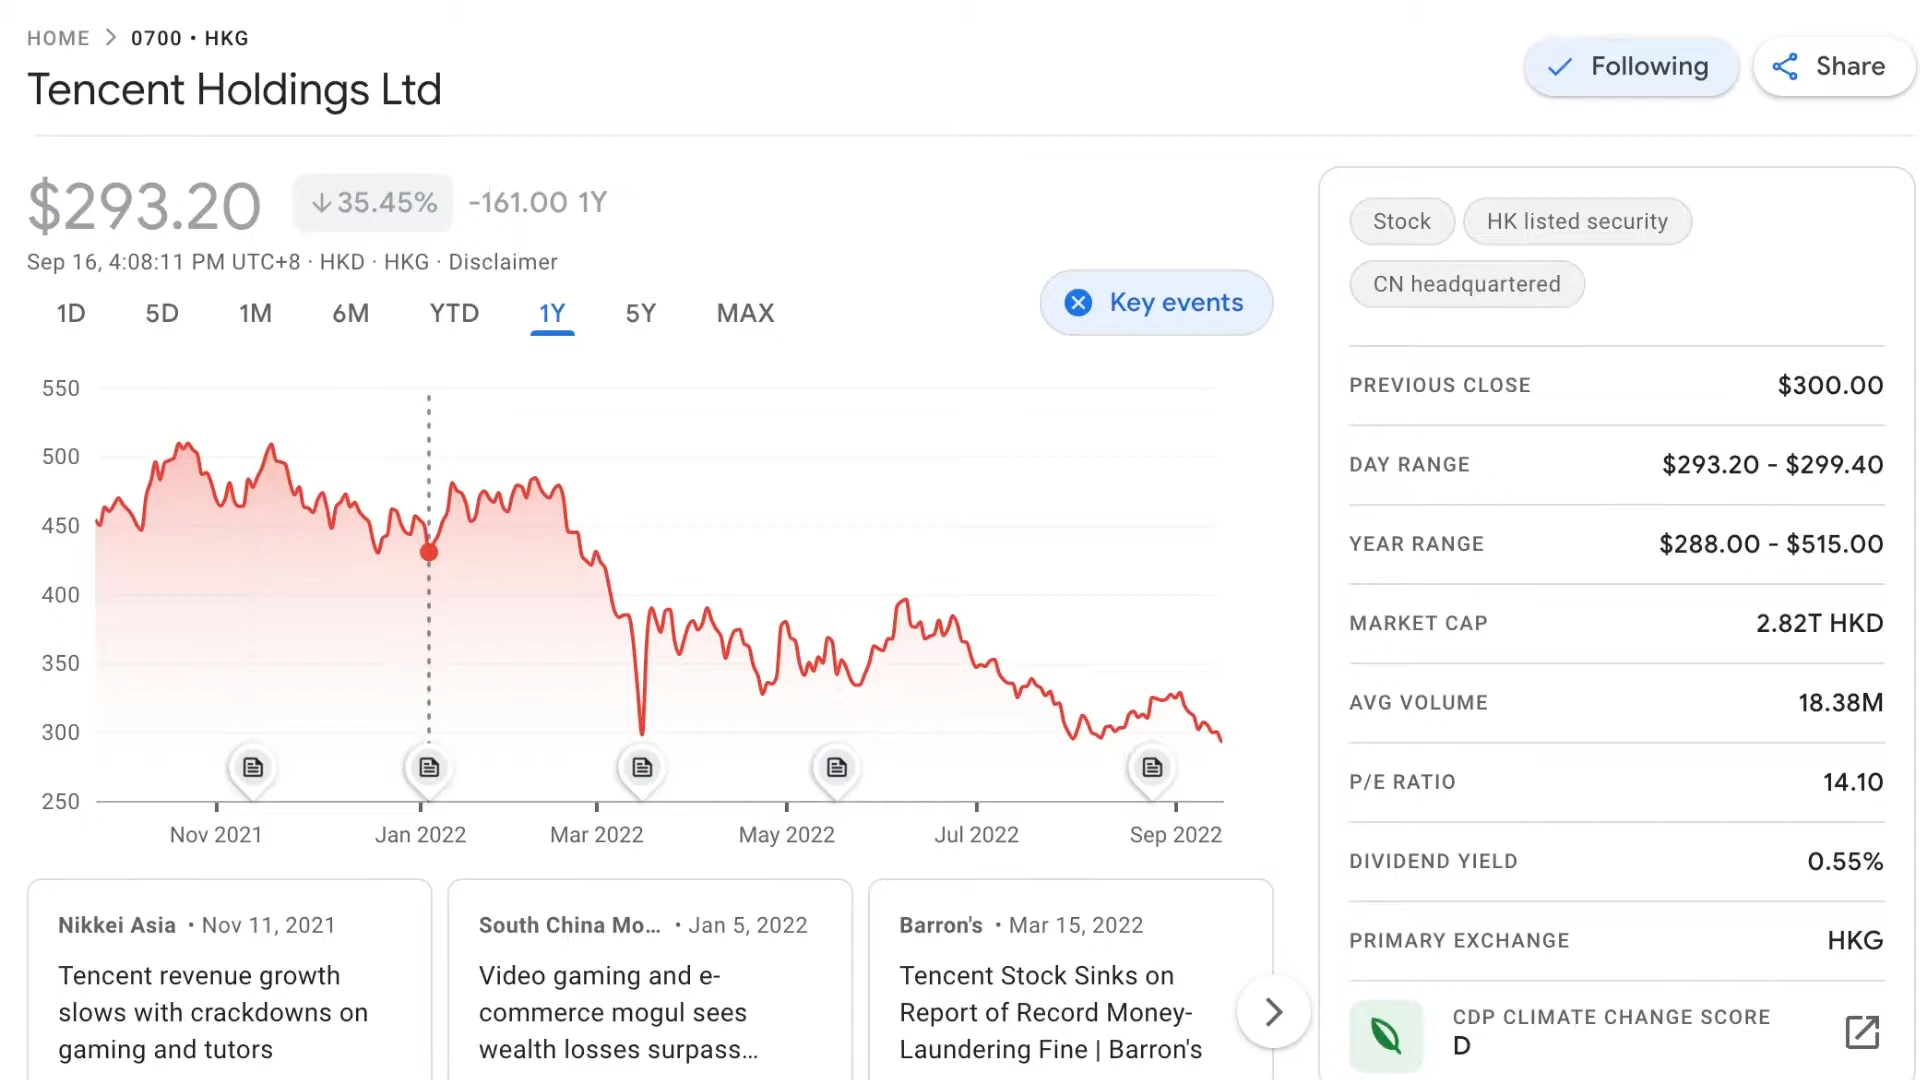 HOME > 0700 • HKG
Tencent Holdings Ltd
Following
Share
$293.20
↓35.45%
-161.00 1Y
Sep 16, 4:08:11 PM UTC+8 · HKD · HKG · Disclaimer
1D 5D 1M 6M YTD 1Y 5Y MAX
Key events
550
500
450
400
350
300
250
Nov 2021 Jan 2022 Mar 2022 May 2022 Jul 2022 Sep 2022
Nikkei Asia • Nov 11, 2021
Tencent revenue growth
slows with crackdowns on
gaming and tutors
South China Mo... • Jan 5, 2022
Video gaming and e-
commerce mogul sees
wealth losses surpass...
Barron's • Mar 15, 2022
Tencent Stock Sinks on
Report of Record Money-
Laundering Fine | Barron's
Stock
HK listed security
CN headquartered
PREVIOUS CLOSE $300.00
DAY RANGE $293.20 - $299.40
YEAR RANGE $288.00 - $515.00
MARKET CAP 2.82T HKD
AVG VOLUME 18.38M
P/E RATIO 14.10
DIVIDEND YIELD 0.55%
PRIMARY EXCHANGE HKG
CDP CLIMATE CHANGE SCORE
D